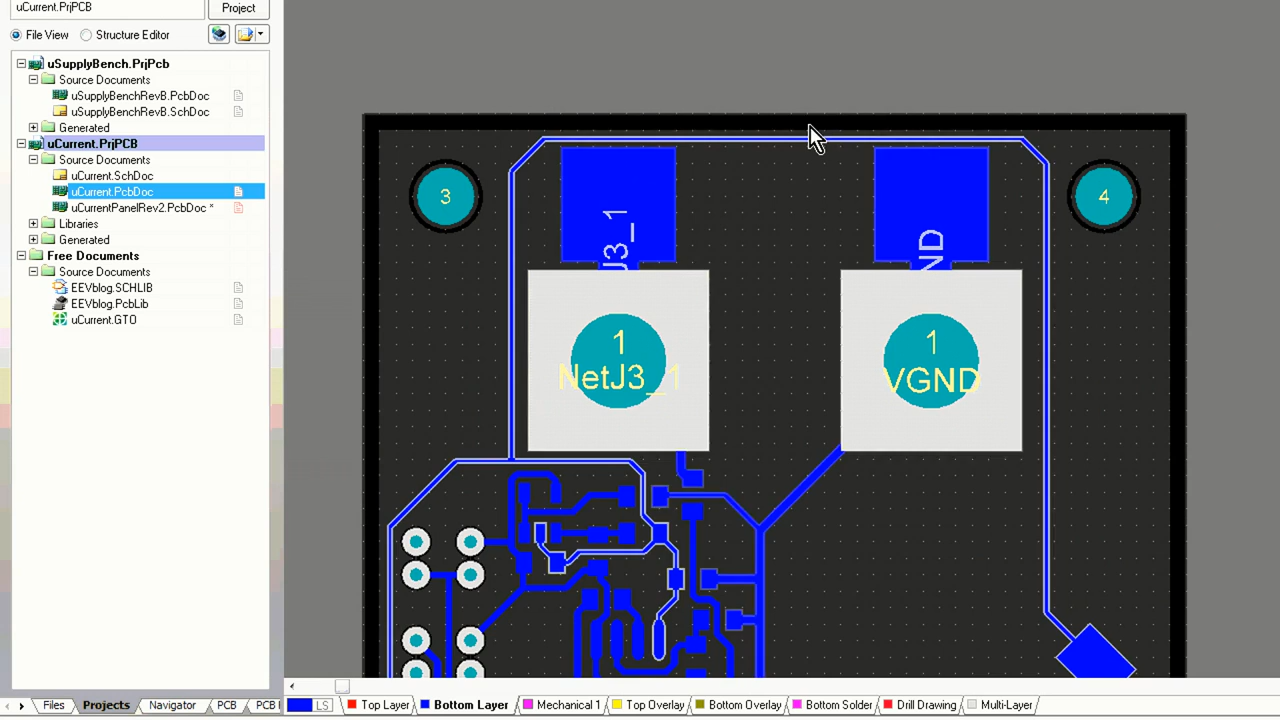 uCurrent.PrjPCB
Project
File View
Structure Editor
uSupplyBench.PrjPcb
Source Documents
uSupplyBenchRevB.PcbDoc
uSupplyBenchRevB.SchDoc
Generated
uCurrent.PrjPCB
Source Documents
uCurrent.SchDoc
uCurrent.PcbDoc
uCurrentPanelRev2.PcbDoc *
Libraries
Generated
Free Documents
Source Documents
EEVblog.SCHLIB
EEVblog.PcbLib
uCurrent.GTO
Files
Projects
Navigator
PCB
PCB
3
4
J3_1
ND
1
NetJ3_1
1
VGND
LS
Top Layer
Bottom Layer
Mechanical 1
Top Overlay
Bottom Overlay
Bottom Solder
Drill Drawing
Multi-Layer